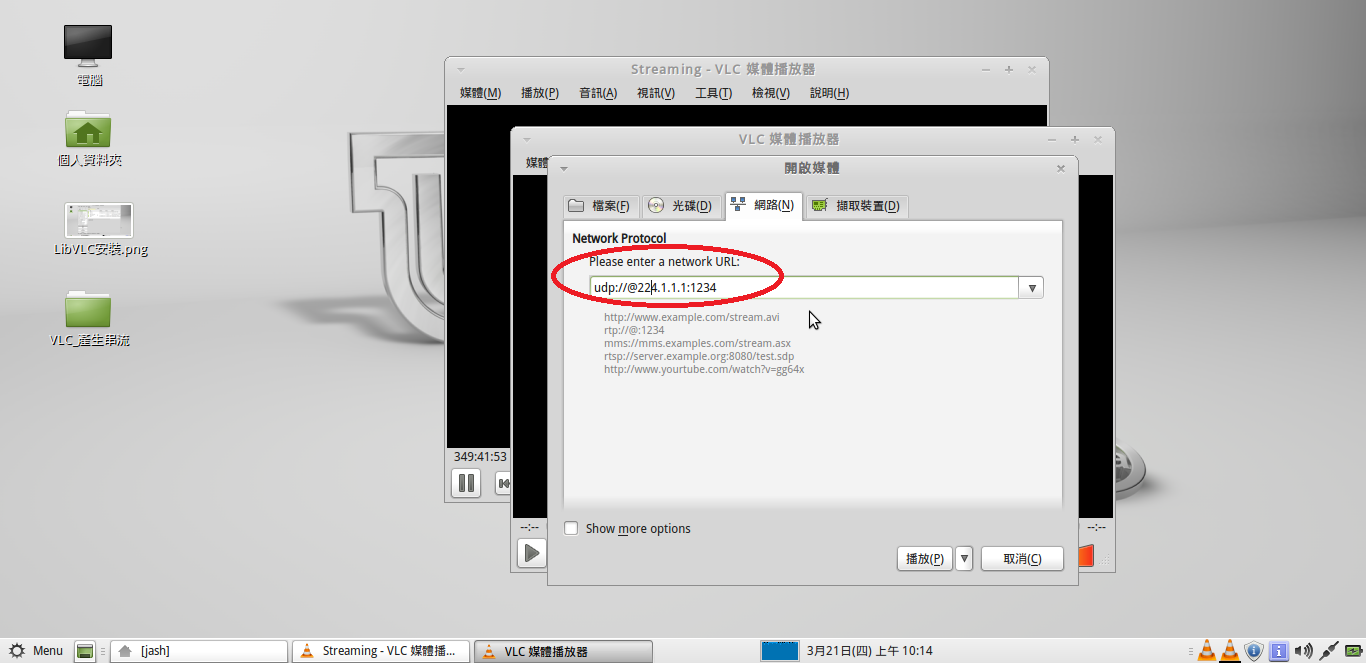 電腦
個人資料夾
LibVLC安裝.png
VLC_產生串流
Streaming - VLC 媒體播放器
媒體(M) 播放(P) 音訊(A) 視訊(V) 工具(T) 檢視(V) 說明(H)
VLC 媒體播放器
媒體
開啟媒體
檔案(F) 光碟(D) 網路(N) 擷取裝置(D)
Network Protocol
Please enter a network URL:
udp://@224.1.1.1:1234
http://www.example.com/stream.avi
rtp://@:1234
mms://mms.examples.com/stream.asx
rtsp://server.example.org:8080/test.sdp
http://www.yourtube.com/watch?v=gg64x
349:41:53
--:-- --:--
Show more options
播放(P) 取消(C)
Menu [jash] Streaming - VLC 媒體播... VLC 媒體播放器 3月21日(四) 上午 10:14